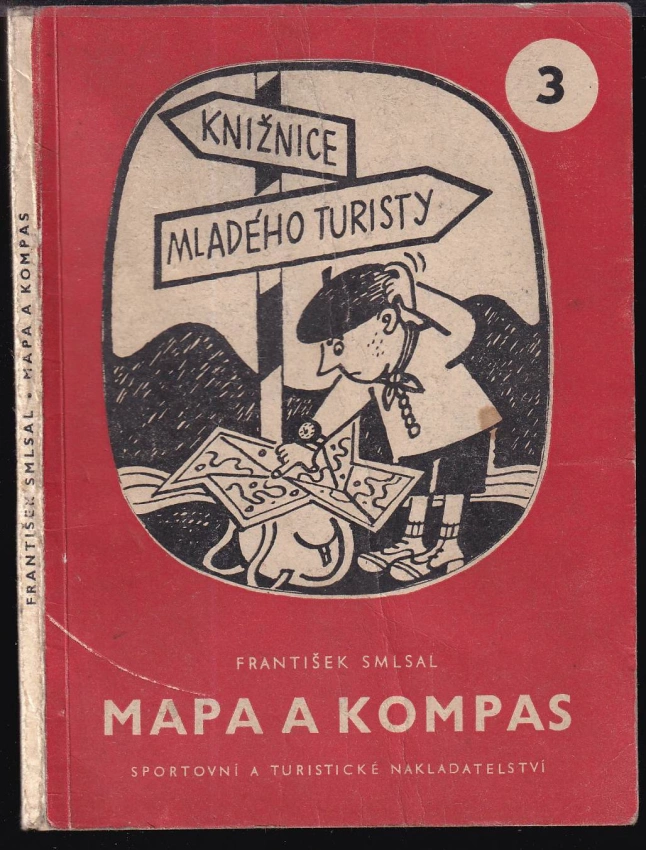 3
KNIŽNICE
MLADÉHO TURISTY
FRANTIŠEK SMLSAL • MAPA A KOMPAS
FRANTIŠEK SMLSAL
MAPA A KOMPAS
SPORTOVNÍ A TURISTICKÉ NAKLADATELSTVÍ